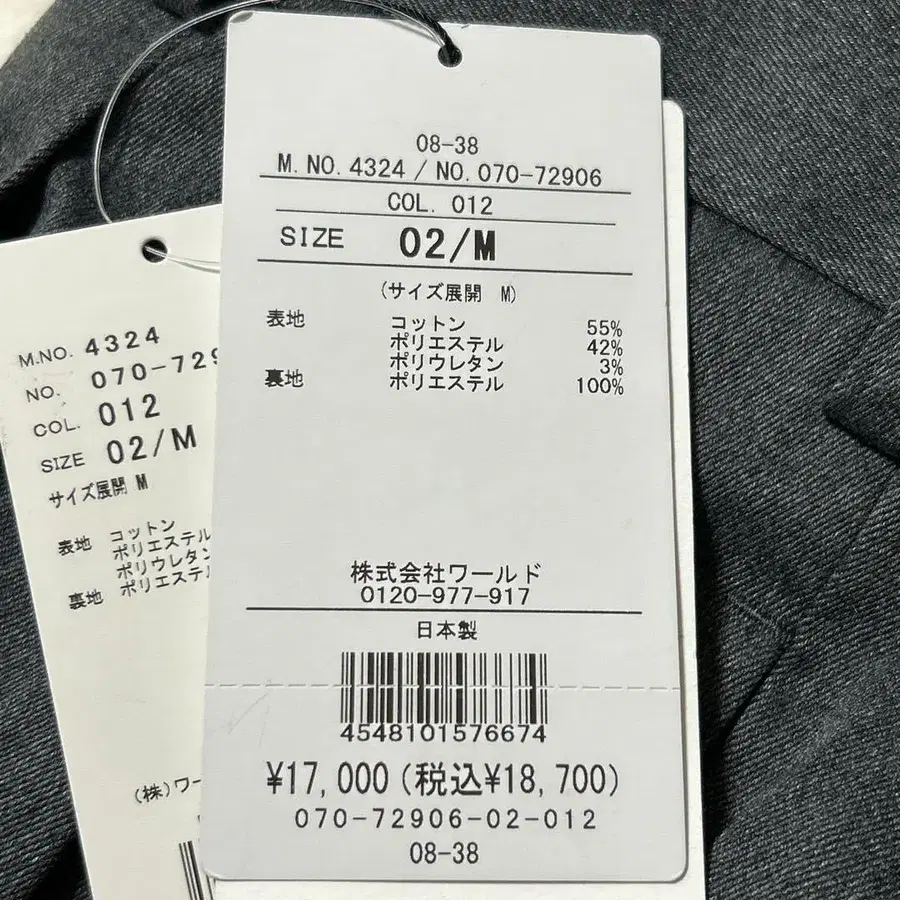 08-38
M.NO.4324 / NO.070-72906
COL. 012
SIZE 02/M
(サイズ展開 M)
表地 コットン 55%
ポリエステル 42%
ポリウレタン 3%
裏地 ポリエステル 100%
株式会社ワールド
0120-977-917
日本製
4548101576674
¥17,000(税込¥18,700)
070-72906-02-012
08-38
M.NO. 4324
NO. 070-729
COL. 012
SIZE 02/M
サイズ展開 M
表地 コットン
ポリエステル
ポリウレタン
裏地 ポリエステル
(株)ワー